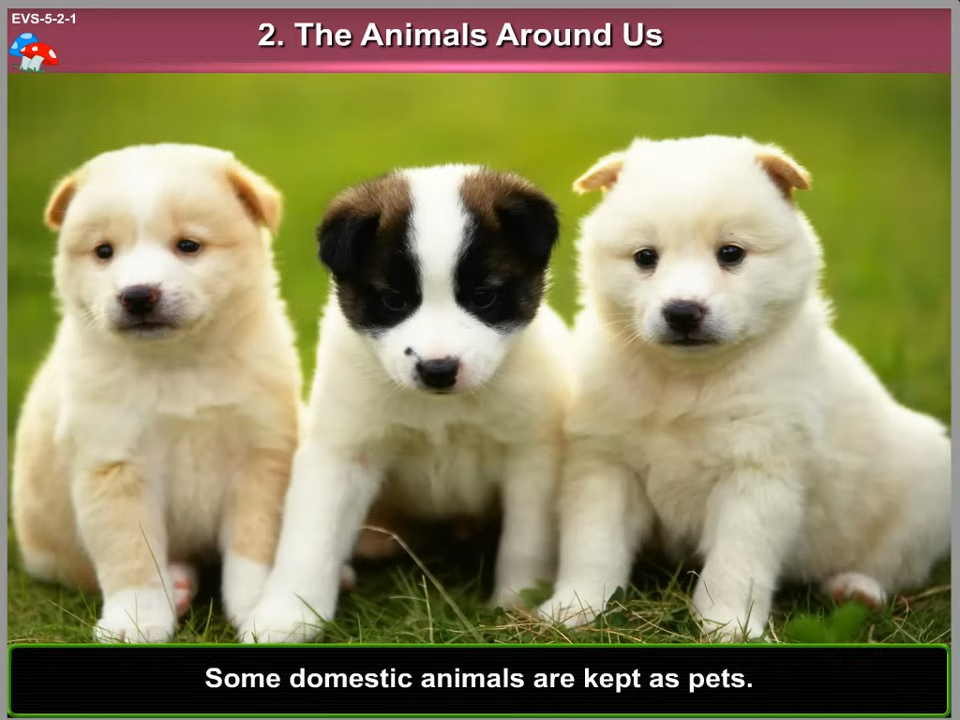 EVS-5-2-1
2. The Animals Around Us
Some domestic animals are kept as pets.